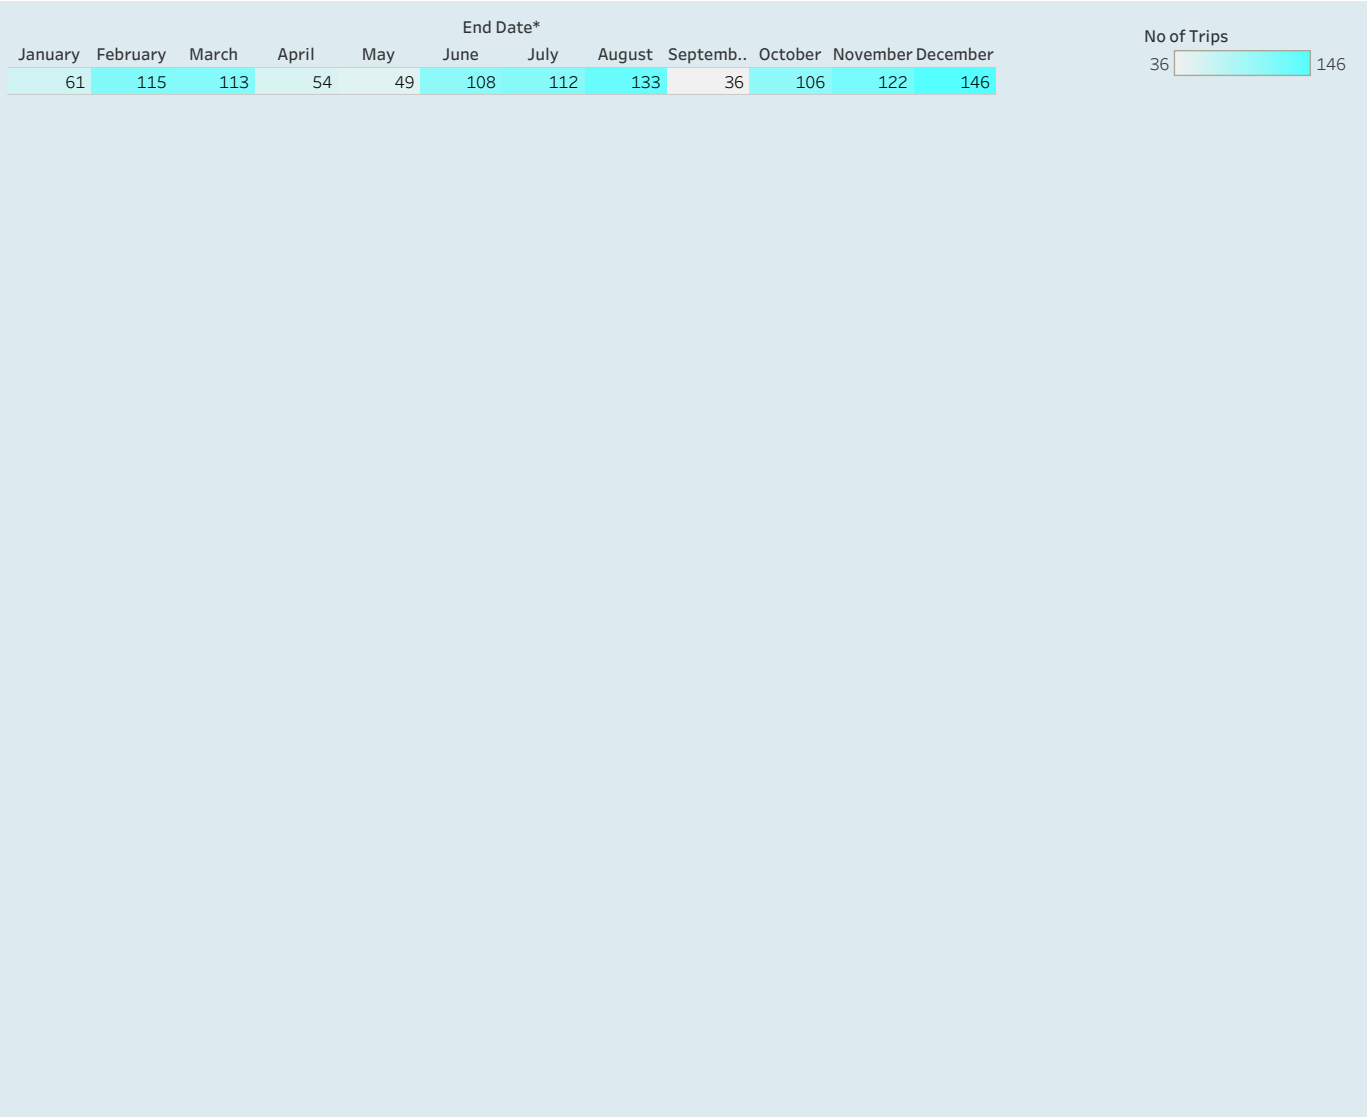 End Date*
January February March April May June July August Septemb.. October November December
61 115 113 54 49 108 112 133 36 106 122 146
No of Trips
36 146